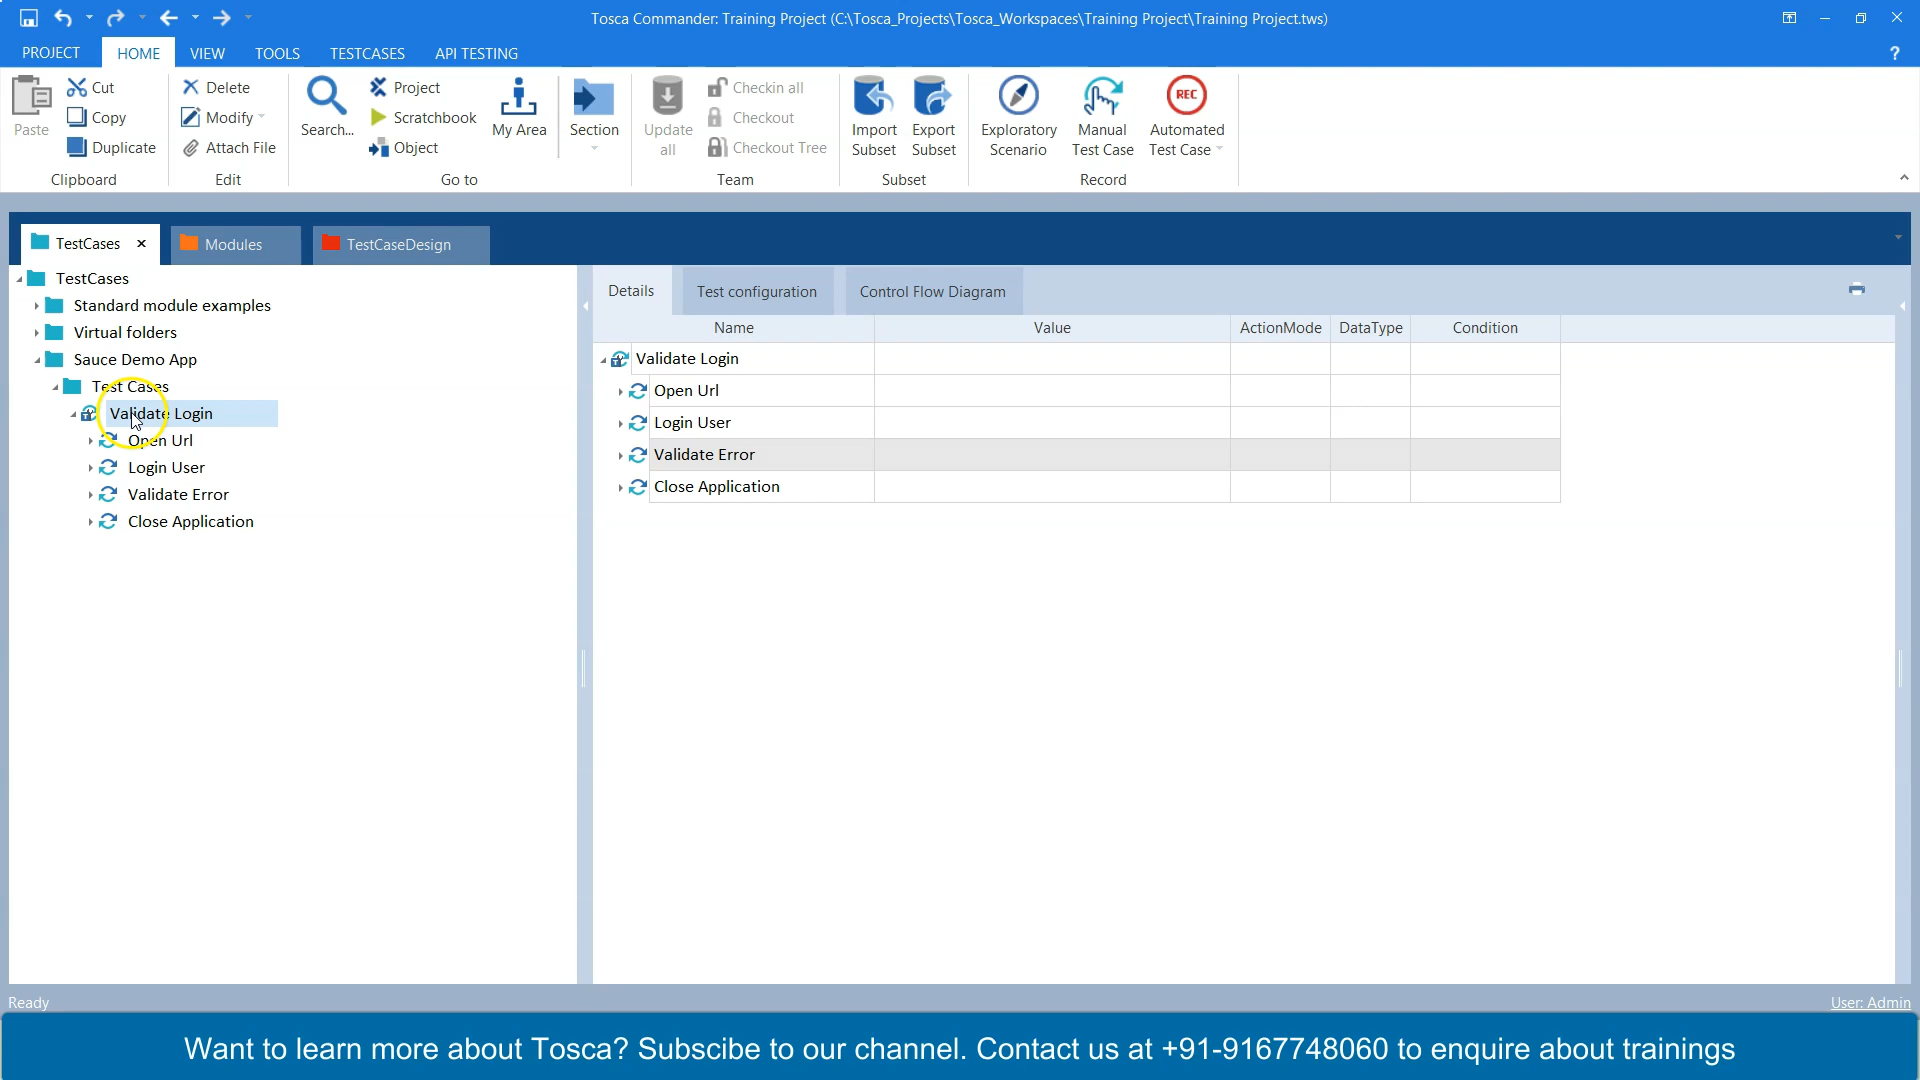 Tosca Commander: Training Project (C:\Tosca_Projects\Tosca_Workspaces\Training Project\Training Project.tws)
PROJECT HOME VIEW TOOLS TESTCASES API TESTING ?
Paste
Cut
Copy
Duplicate
Clipboard
Delete
Modify
Attach File
Edit
Search...
Project
Scratchbook
Object
My Area
Go to
Section
Update all
Checkin all
Checkout
Checkout Tree
Team
Import Subset
Export Subset
Subset
Exploratory Scenario
Manual Test Case
REC
Automated Test Case
Record
TestCases Modules TestCaseDesign
TestCases
Standard module examples
Virtual folders
Sauce Demo App
Test Cases
Validate Login
Open Url
Login User
Validate Error
Close Application
Details Test configuration Control Flow Diagram
Name Value ActionMode DataType Condition
Validate Login
Open Url
Login User
Validate Error
Close Application
Ready
User: Admin
Want to learn more about Tosca? Subscibe to our channel. Contact us at +91-9167748060 to enquire about trainings